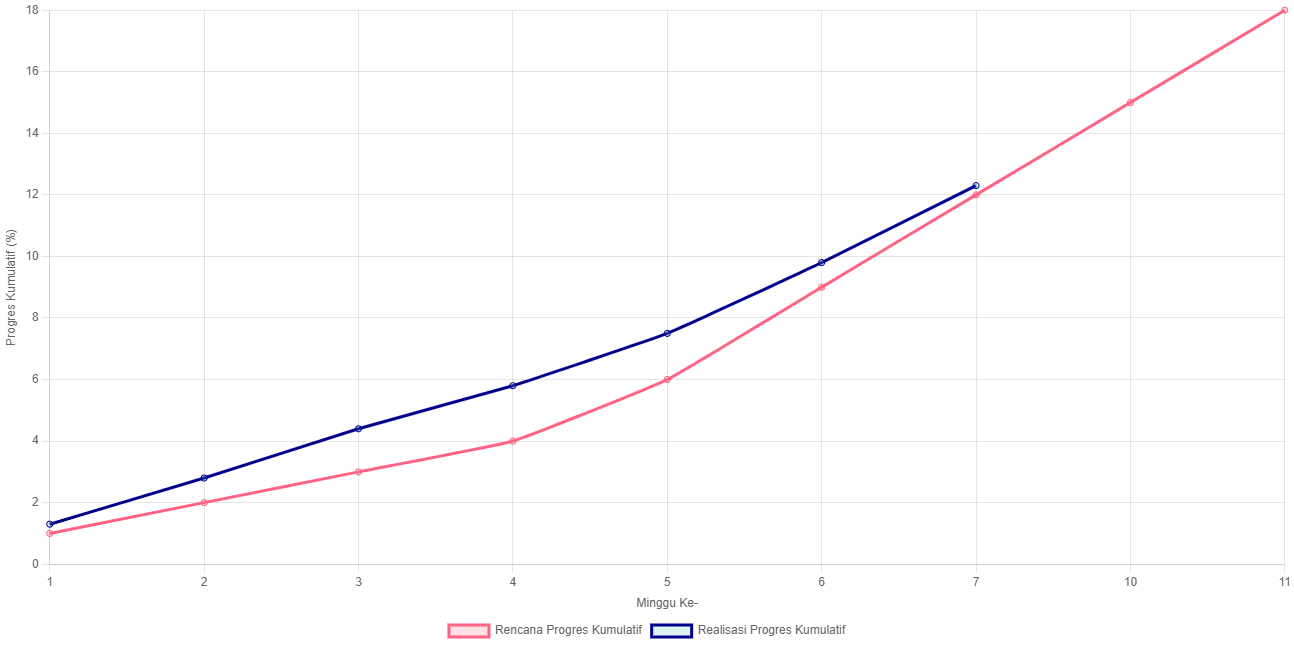 18
16
14
12
10
8
6
4
2
0
Progres Kumulatif (%)
1 2 3 4 5 6 7 10 11
Minggu Ke-
Rencana Progres Kumulatif Realisasi Progres Kumulatif